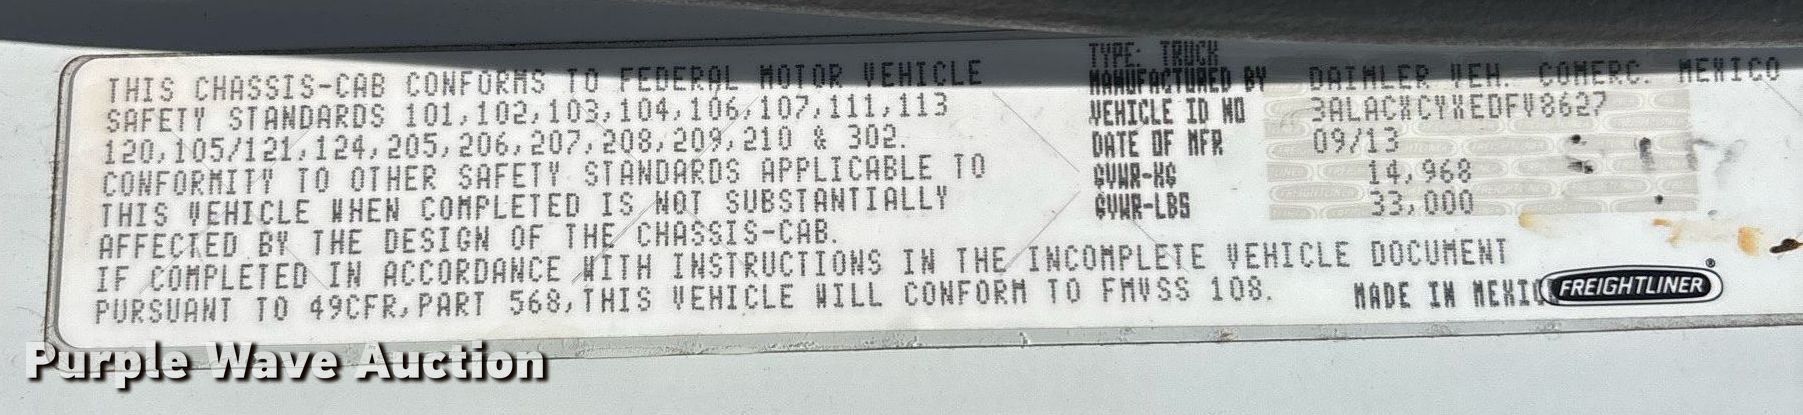 THIS CHASSIS-CAB CONFORMS TO FEDERAL MOTOR VEHICLE
SAFETY STANDARDS 101,102,103,104,106,107,111,113
120,105/121,124,205,206,207,208,209,210 & 302.
CONFORMITY TO OTHER SAFETY STANDARDS APPLICABLE TO
THIS VEHICLE WHEN COMPLETED IS NOT SUBSTANTIALLY
AFFECTED BY THE DESIGN OF THE CHASSIS-CAB.
IF COMPLETED IN ACCORDANCE WITH INSTRUCTIONS IN THE INCOMPLETE VEHICLE DOCUMENT
PURSUANT TO 49CFR,PART 568,THIS VEHICLE WILL CONFORM TO FMVSS 108.
TYPE: TRUCK
MANUFACTURED BY DAIMLER VEH. COMERC. MEXICO
VEHICLE ID NO 3ALACXCYXEDFV8627
DATE OF MFR 09/13
GVWR-KG 14,968
GVWR-LBS 33,000
MADE IN MEXICO
FREIGHTLINER®
Purple Wave Auction